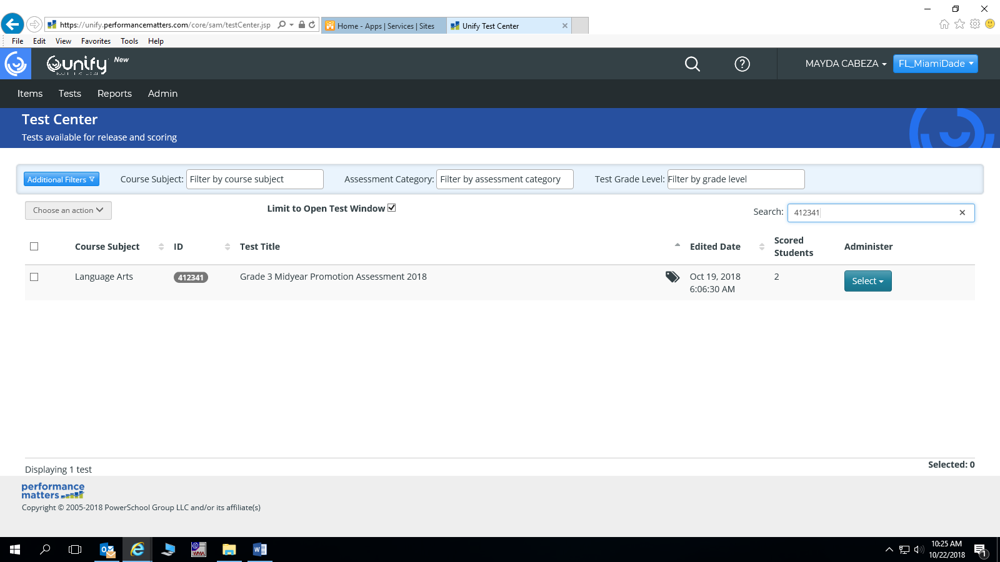 https://unify.performancematters.com/core/sam/testCenter.jsp
Home - Apps | Services | Sites
Unify Test Center
File Edit View Favorites Tools Help
unify New
MAYDA CABEZA
FL_MiamiDade
Items Tests Reports Admin
Test Center
Tests available for release and scoring
Additional Filters Course Subject: Filter by course subject Assessment Category: Filter by assessment category Test Grade Level: Filter by grade level
Choose an action Limit to Open Test Window Search: 412341
Course Subject ID Test Title Edited Date Scored Students Administer
Language Arts 412341 Grade 3 Midyear Promotion Assessment 2018 Oct 19, 2018 2 Select
6:06:30 AM
Displaying 1 test Selected: 0
performance
matters
Copyright © 2005-2018 PowerSchool Group LLC and/or its affiliate(s)
10:25 AM
10/22/2018
1